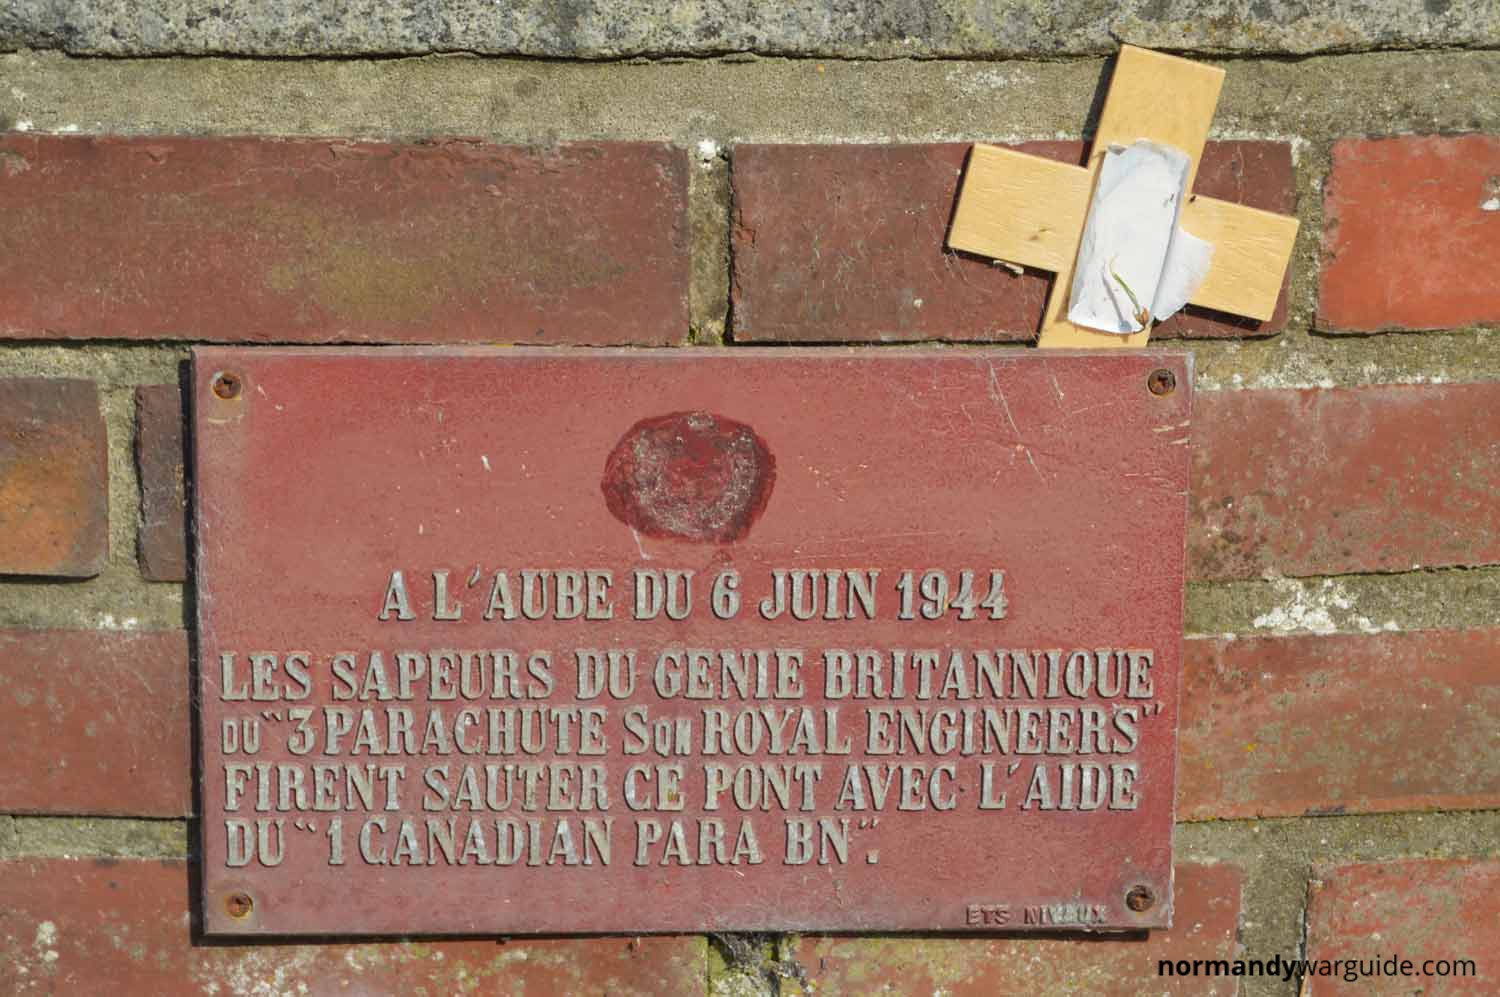 A L'AUBE DU 6 JUIN 1944
LES SAPEURS DU GENIE BRITANNIQUE
DU "3 PARACHUTE SQN ROYAL ENGINEERS"
FIRENT SAUTER CE PONT AVEC L'AIDE
DU "1 CANADIAN PARA BN".
ETS NIVAUX
normandywarguide.com